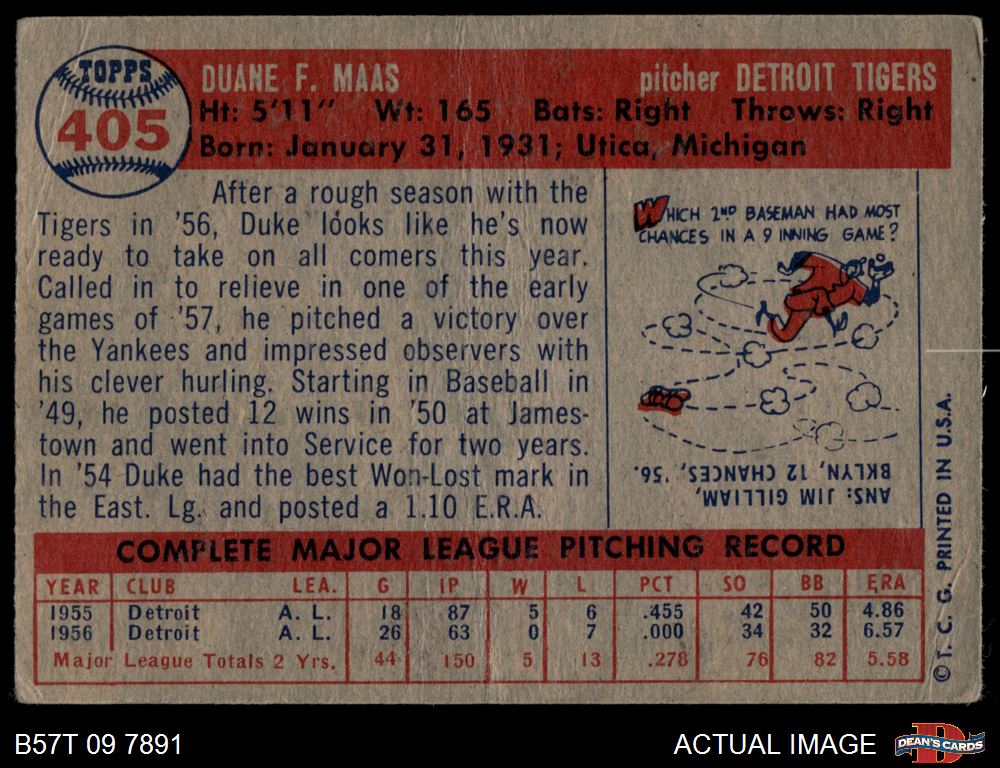 TOPPS
405
DUANE F. MAAS pitcher DETROIT TIGERS
Ht: 5'11" Wt: 165 Bats: Right Throws: Right
Born: January 31, 1931; Utica, Michigan
After a rough season with the
Tigers in '56, Duke looks like he's now
ready to take on all comers this year.
Called in to relieve in one of the early
games of '57, he pitched a victory over
the Yankees and impressed observers with
his clever hurling. Starting in Baseball in
'49, he posted 12 wins in '50 at James-
town and went into Service for two years.
In '54 Duke had the best Won-Lost mark in
the East. Lg. and posted a 1.10 E.R.A.
WHICH 2ND BASEMAN HAD MOST
CHANCES IN A 9 INNING GAME?
ANS: JIM GILLIAM,
BKLYN, 12 CHANCES, '56.
COMPLETE MAJOR LEAGUE PITCHING RECORD
YEAR CLUB LEA. G IP W L PCT SO BB ERA
1955 Detroit A. L. 18 87 5 6 .455 42 50 4.86
1956 Detroit A. L. 26 63 0 7 .000 34 32 6.57
Major League Totals 2 Yrs. 44 150 5 13 .278 76 82 5.58
© T. C. G. PRINTED IN U.S.A.
B57T 09 7891
ACTUAL IMAGE
D
DEAN'S CARDS